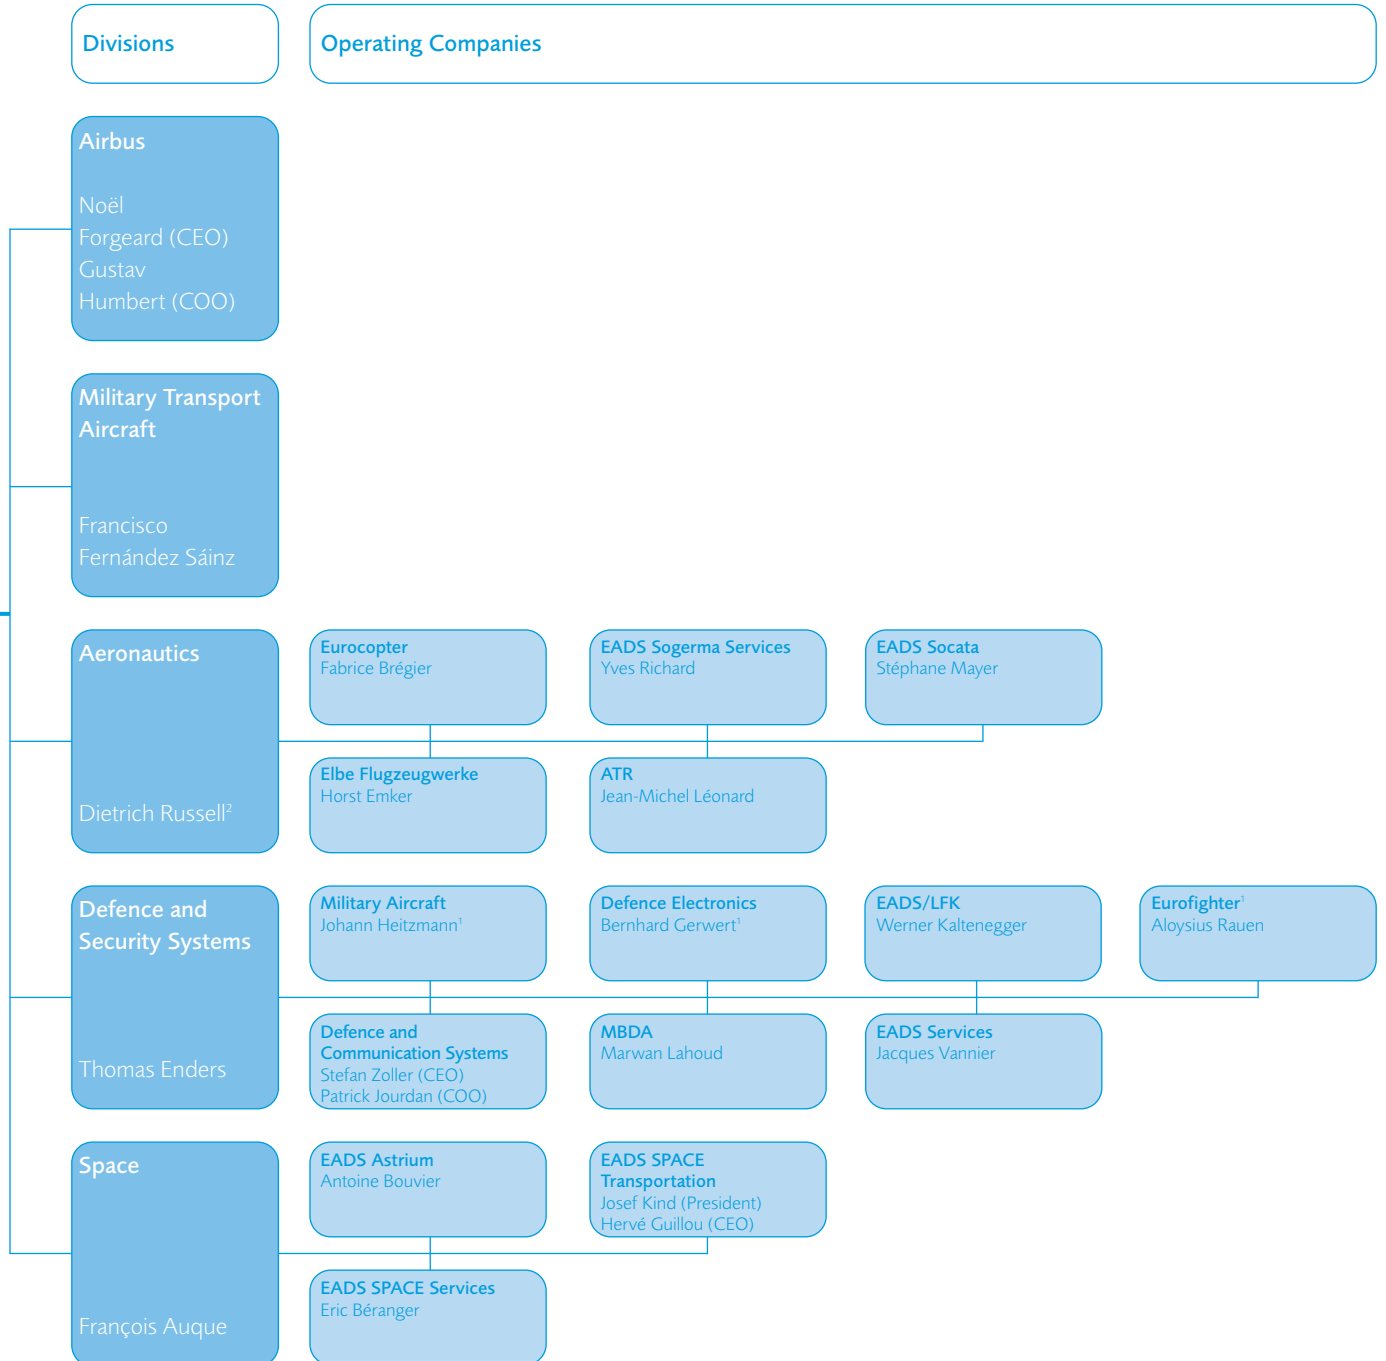 Divisions
Operating Companies
Airbus
Noël
Forgeard (CEO)
Gustav
Humbert (COO)
Military Transport
Aircraft
Francisco
Fernández Sáinz
Aeronautics
Dietrich Russell²
Eurocopter
Fabrice Brégier
EADS Sogerma Services
Yves Richard
EADS Socata
Stéphane Mayer
Elbe Flugzeugwerke
Horst Emker
ATR
Jean-Michel Léonard
Defence and
Security Systems
Thomas Enders
Military Aircraft
Johann Heitzmann¹
Defence Electronics
Bernhard Gerwert¹
EADS/LFK
Werner Kaltenegger
Eurofighter¹
Aloysius Rauen
Defence and
Communication Systems
Stefan Zoller (CEO)
Patrick Jourdan (COO)
MBDA
Marwan Lahoud
EADS Services
Jacques Vannier
Space
François Auque
EADS Astrium
Antoine Bouvier
EADS SPACE
Transportation
Josef Kind (President)
Hervé Guillou (CEO)
EADS SPACE Services
Eric Béranger